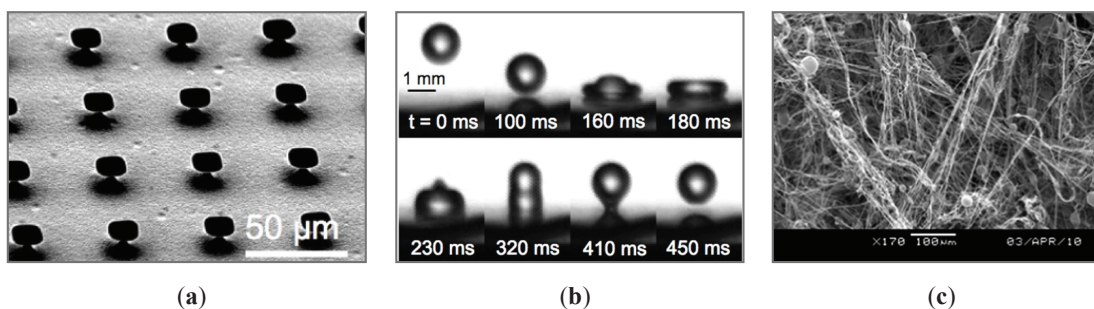 50 µm
1 mm
t = 0 ms 100 ms 160 ms 180 ms
230 ms 320 ms 410 ms 450 ms
X170 100µm 03/APR/10
(a) (b) (c)